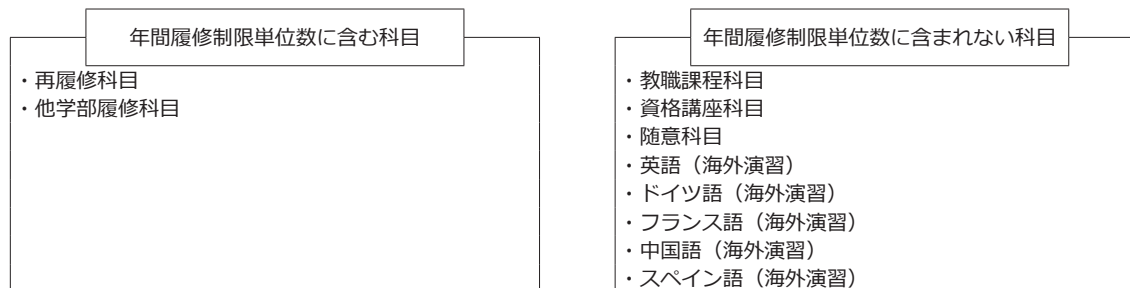 年間履修制限単位数に含む科目
・再履修科目
・他学部履修科目
年間履修制限単位数に含まれない科目
・教職課程科目
・資格講座科目
・随意科目
・英語（海外演習）
・ドイツ語（海外演習）
・フランス語（海外演習）
・中国語（海外演習）
・スペイン語（海外演習）